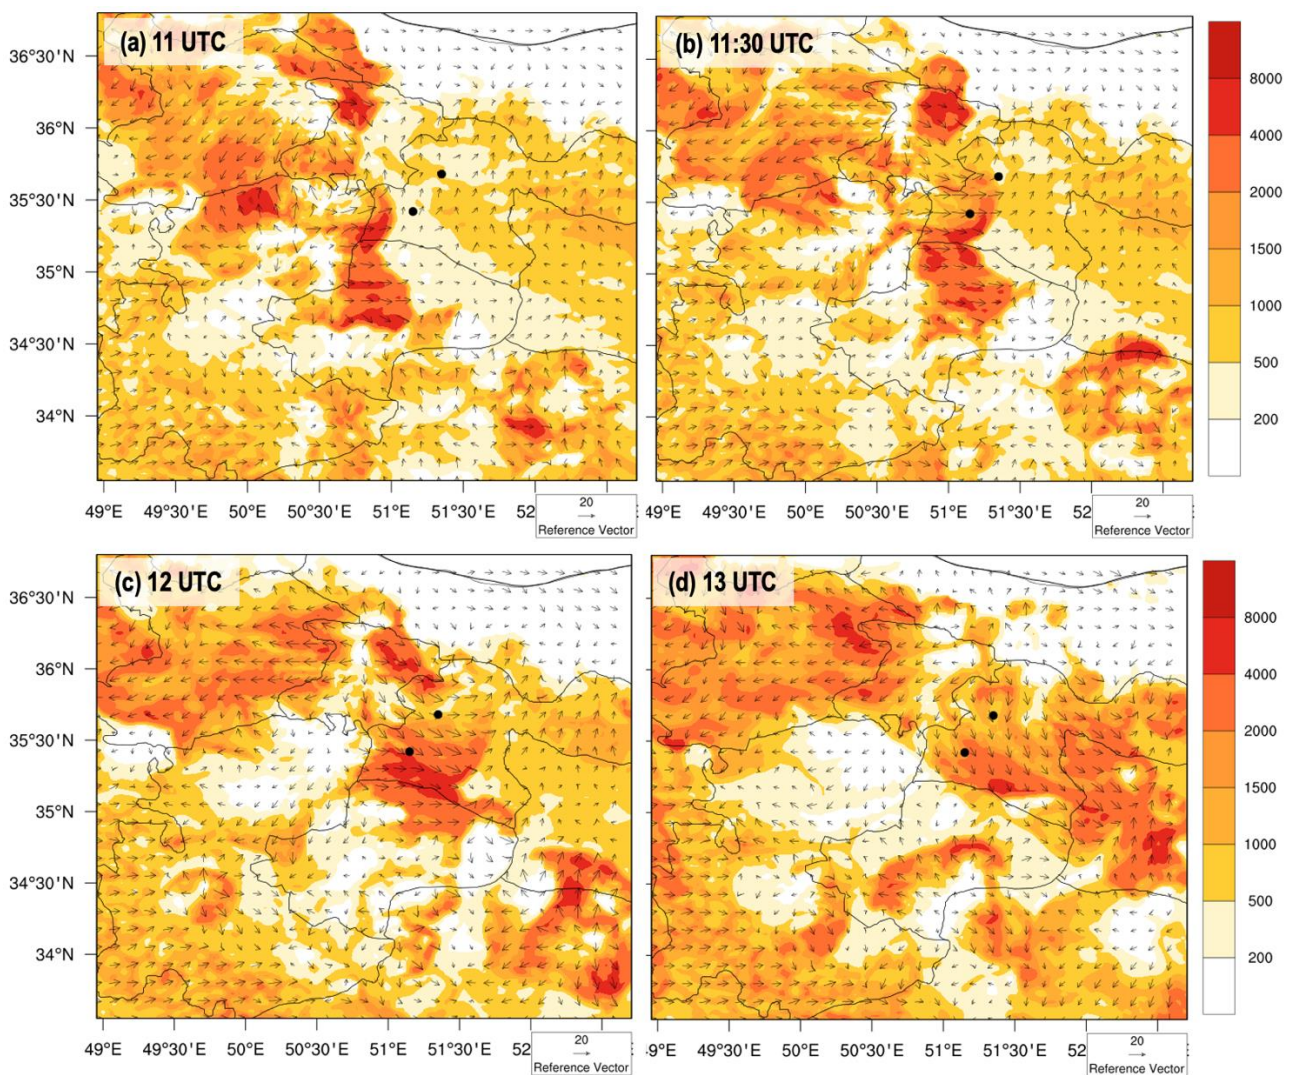 (a) 11 UTC
(b) 11:30 UTC
36°30'N
36°N
35°30'N
35°N
34°30'N
34°N
8000
4000
2000
1500
1000
500
200
49°E 49°30' 50°E 50°30' 51°E 51°30' 52
20
Reference Vector
49°E 49°30' 50°E 50°30' 51°E 51°30' 52
20
Reference Vector
(c) 12 UTC
(d) 13 UTC
36°30'N
36°N
35°30'N
35°N
34°30'N
34°N
8000
4000
2000
1500
1000
500
200
49°E 49°30' 50°E 50°30' 51°E 51°30' 52
20
Reference Vector
49°E 49°30' 50°E 50°30' 51°E 51°30' 52
20
Reference Vector